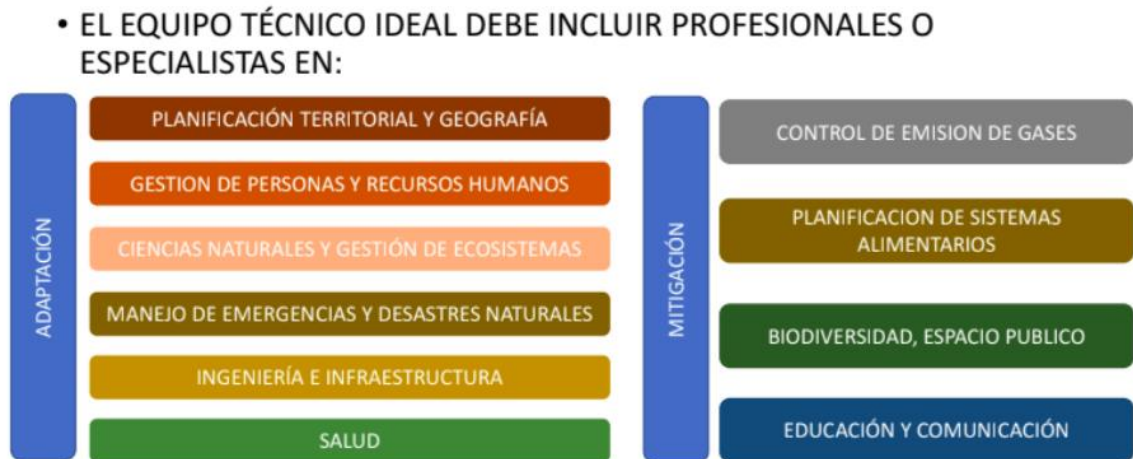 • EL EQUIPO TÉCNICO IDEAL DEBE INCLUIR PROFESIONALES O
ESPECIALISTAS EN:
ADAPTACIÓN
PLANIFICACIÓN TERRITORIAL Y GEOGRAFÍA
GESTION DE PERSONAS Y RECURSOS HUMANOS
CIENCIAS NATURALES Y GESTIÓN DE ECOSISTEMAS
MANEJO DE EMERGENCIAS Y DESASTRES NATURALES
INGENIERÍA E INFRAESTRUCTURA
SALUD
MITIGACIÓN
CONTROL DE EMISION DE GASES
PLANIFICACION DE SISTEMAS
ALIMENTARIOS
BIODIVERSIDAD, ESPACIO PUBLICO
EDUCACIÓN Y COMUNICACIÓN